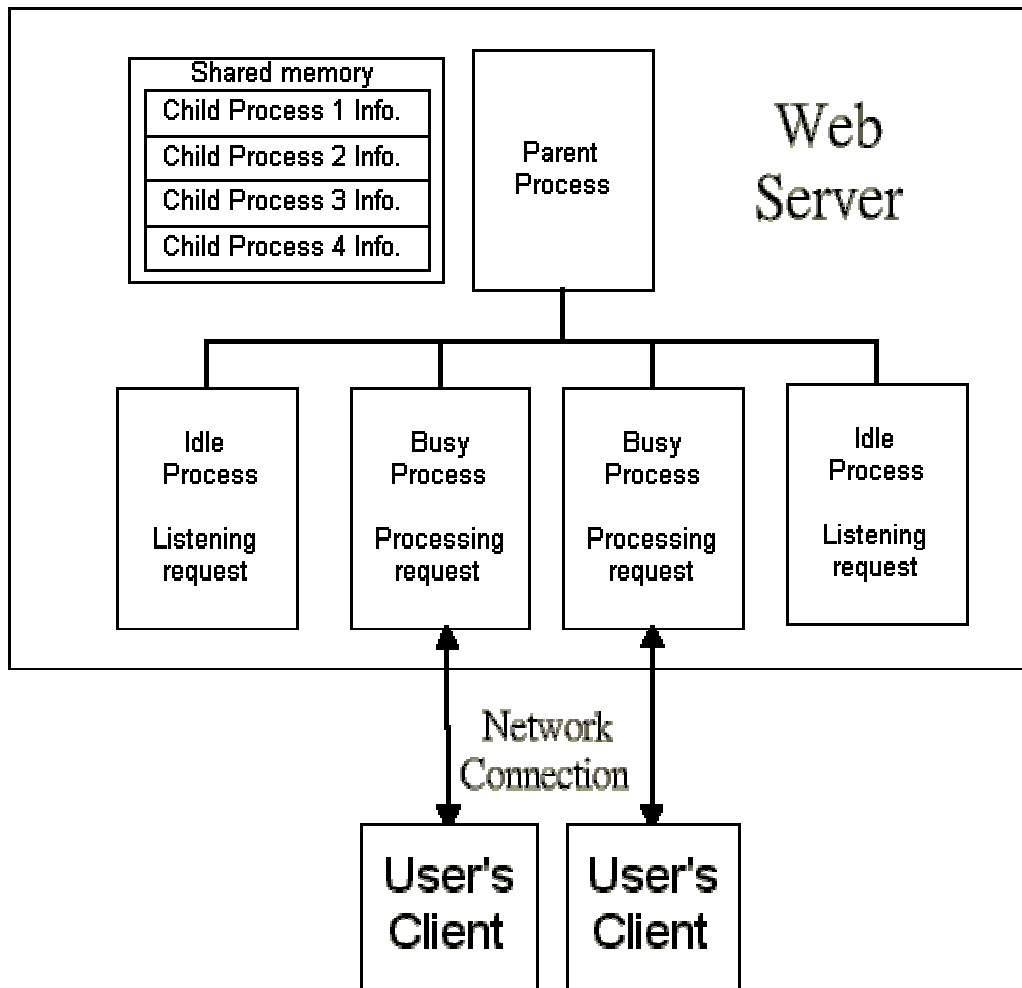 Shared memory
Child Process 1 Info.
Child Process 2 Info.
Child Process 3 Info.
Child Process 4 Info.
Parent
Process
Web
Server
Idle
Process
Listening
request
Busy
Process
Processing
request
Busy
Process
Processing
request
Idle
Process
Listening
request
Network
Connection
User's
Client
User's
Client